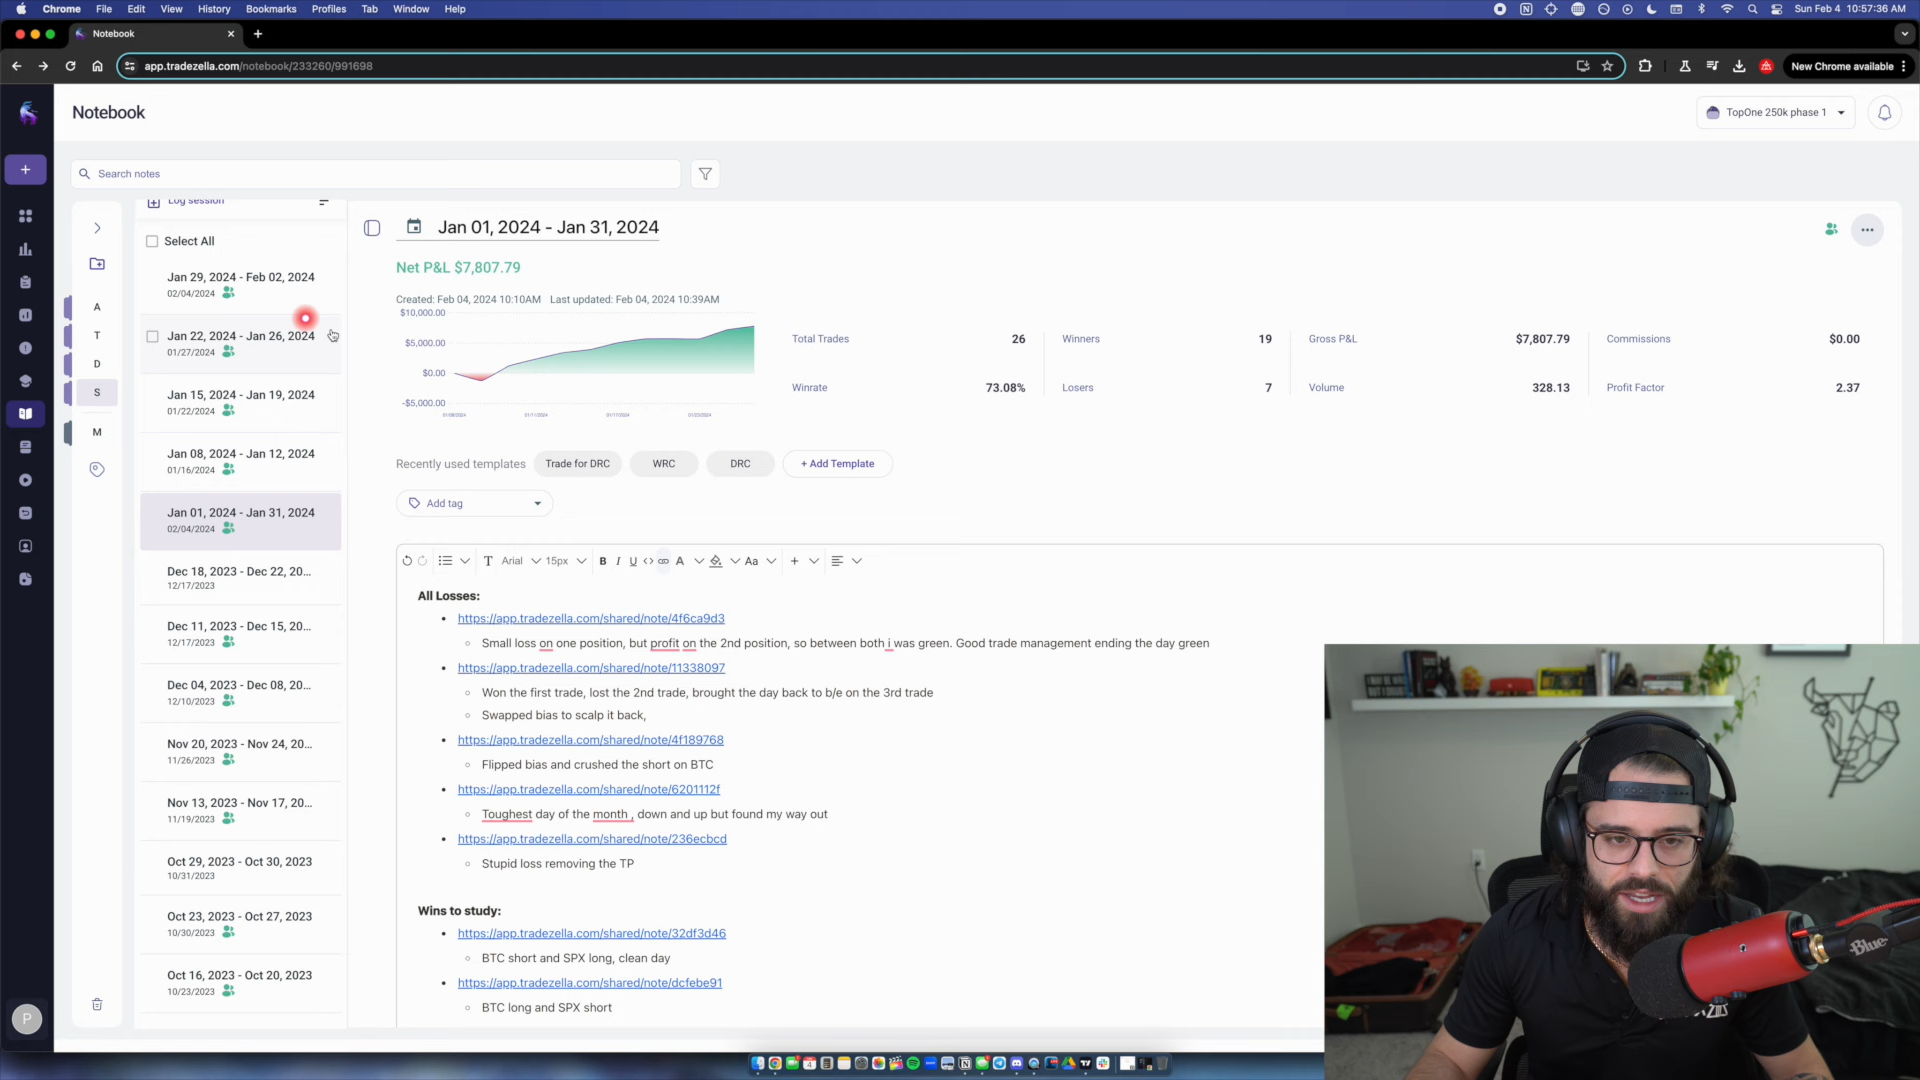 Chrome File Edit View History Bookmarks Profiles Tab Window Help
Sun Feb 4 10:57:36 AM
Notebook
app.tradezella.com/notebook/233260/991698
New Chrome available
Notebook
TopOne 250k phase 1
Search notes
Log session
Select All
Jan 29, 2024 - Feb 02, 2024
02/04/2024
Jan 22, 2024 - Jan 26, 2024
01/27/2024
Jan 15, 2024 - Jan 19, 2024
01/22/2024
Jan 08, 2024 - Jan 12, 2024
01/16/2024
Jan 01, 2024 - Jan 31, 2024
02/04/2024
Dec 18, 2023 - Dec 22, 20...
12/17/2023
Dec 11, 2023 - Dec 15, 20...
12/17/2023
Dec 04, 2023 - Dec 08, 20...
12/10/2023
Nov 20, 2023 - Nov 24, 20...
11/26/2023
Nov 13, 2023 - Nov 17, 20...
11/19/2023
Oct 29, 2023 - Oct 30, 2023
10/31/2023
Oct 23, 2023 - Oct 27, 2023
10/30/2023
Oct 16, 2023 - Oct 20, 2023
10/23/2023
A
T
D
S
M
P
Jan 01, 2024 - Jan 31, 2024
Net P&L $7,807.79
Created: Feb 04, 2024 10:10AM Last updated: Feb 04, 2024 10:39AM
$10,000.00
$5,000.00
$0.00
-$5,000.00
Total Trades 26
Winners 19
Gross P&L $7,807.79
Commissions $0.00
Winrate 73.08%
Losers 7
Volume 328.13
Profit Factor 2.37
Recently used templates Trade for DRC WRC DRC + Add Template
Add tag
T Arial 15px B I U <> A Aa +
All Losses:
https://app.tradezella.com/shared/note/4f6ca9d3
Small loss on one position, but profit on the 2nd position, so between both i was green. Good trade management ending the day green
https://app.tradezella.com/shared/note/11338097
Won the first trade, lost the 2nd trade, brought the day back to b/e on the 3rd trade
Swapped bias to scalp it back,
https://app.tradezella.com/shared/note/4f189768
Flipped bias and crushed the short on BTC
https://app.tradezella.com/shared/note/6201112f
Toughest day of the month , down and up but found my way out
https://app.tradezella.com/shared/note/236ecbcd
Stupid loss removing the TP
Wins to study:
https://app.tradezella.com/shared/note/32df3d46
BTC short and SPX long, clean day
https://app.tradezella.com/shared/note/dcfebe91
BTC long and SPX short
Blue